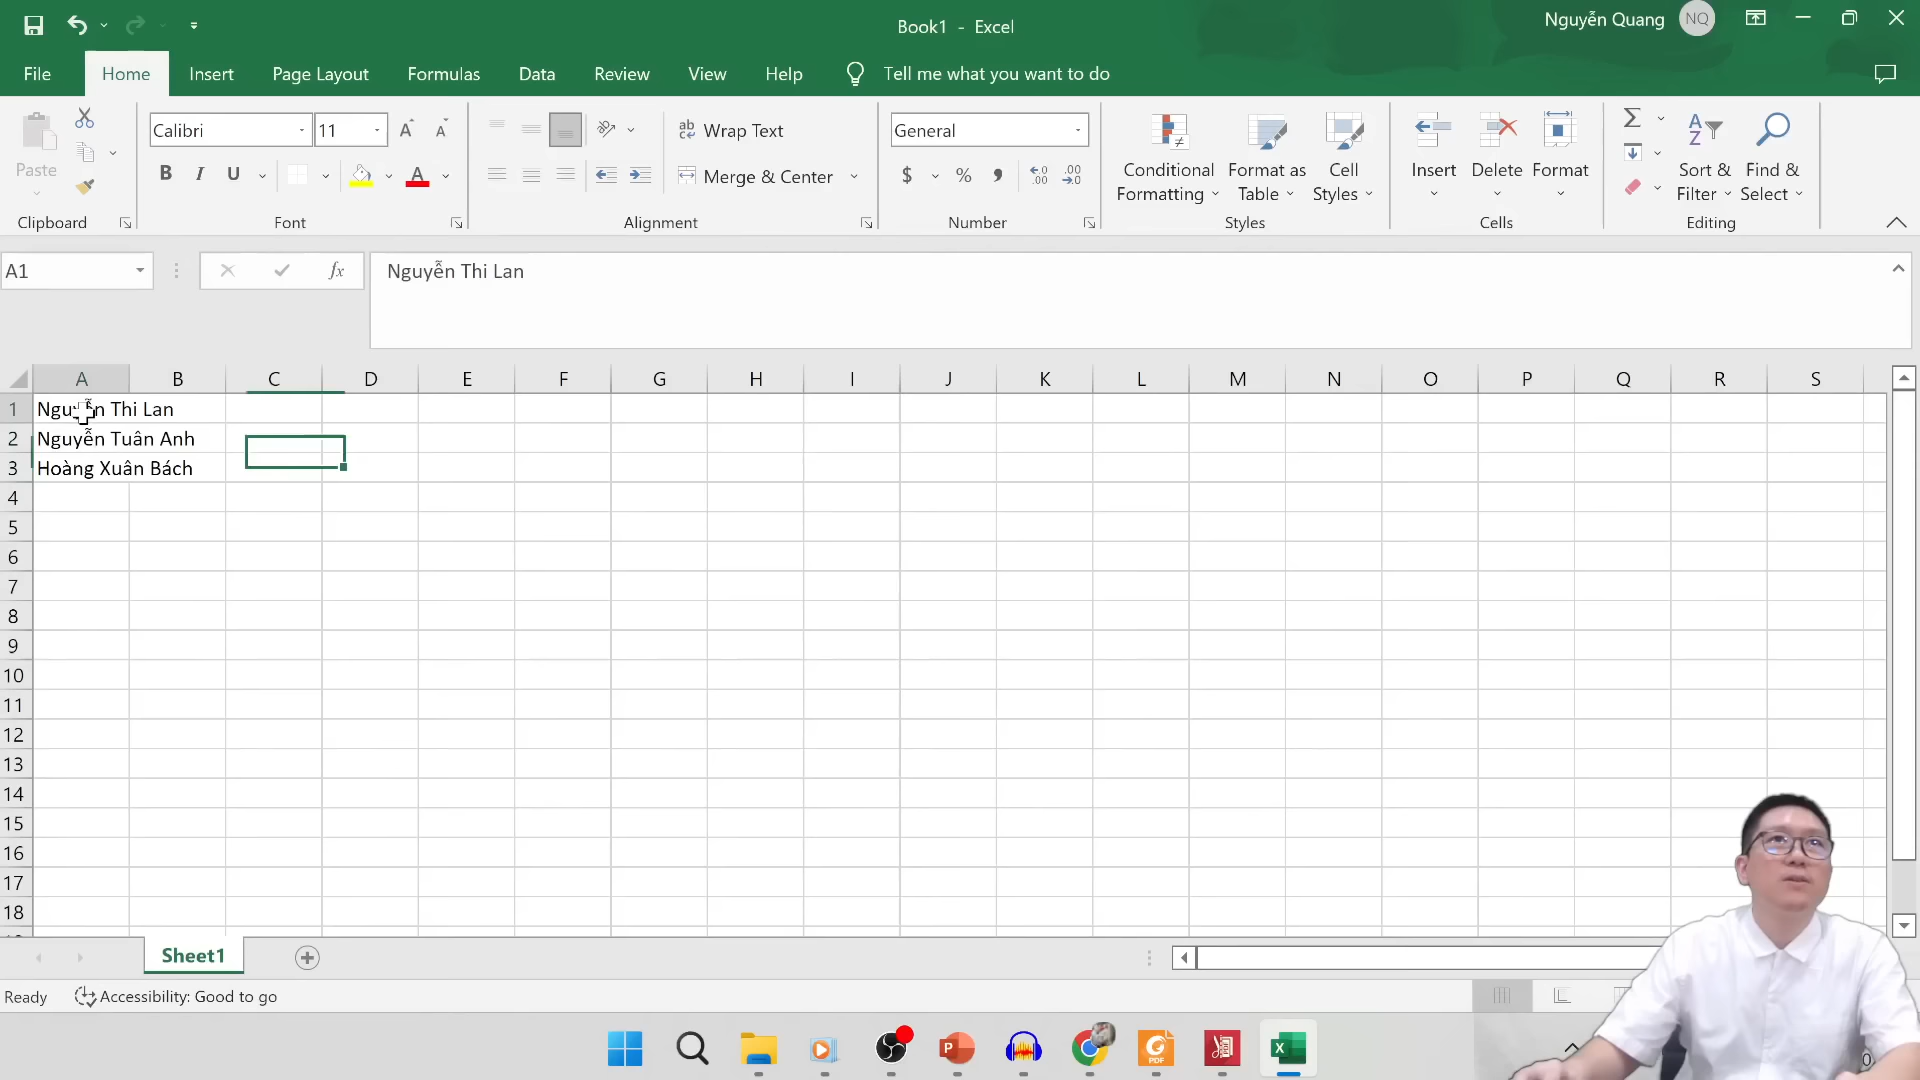 Book1 - Excel
Nguyễn Quang
NQ
File
Home
Insert
Page Layout
Formulas
Data
Review
View
Help
Tell me what you want to do
Paste
Clipboard
Calibri
11
B
I
U
A
Font
Wrap Text
Merge & Center
Alignment
General
$
%
Number
Conditional Formatting
Format as Table
Cell Styles
Styles
Insert
Delete
Format
Cells
Sort & Filter
Find & Select
Editing
A1
fx
Nguyễn Thi Lan
A B C D E F G H I J K L M N O P Q R S
1 Nguyễn Thi Lan
2 Nguyễn Tuân Anh
3 Hoàng Xuân Bách
4
5
6
7
8
9
10
11
12
13
14
15
16
17
18
Sheet1
Ready
Accessibility: Good to go